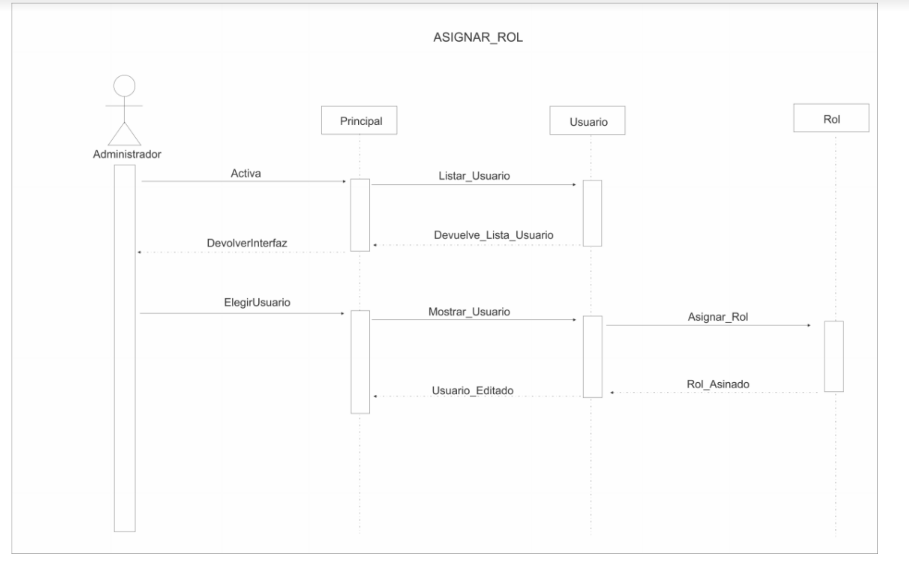 ASIGNAR_ROL
Principal
Usuario
Rol
Administrador
Activa
Listar_Usuario
Devuelve_Lista_Usuario
DevolverInterfaz
ElegirUsuario
Mostrar_Usuario
Asignar_Rol
Rol_Asinado
Usuario_Editado